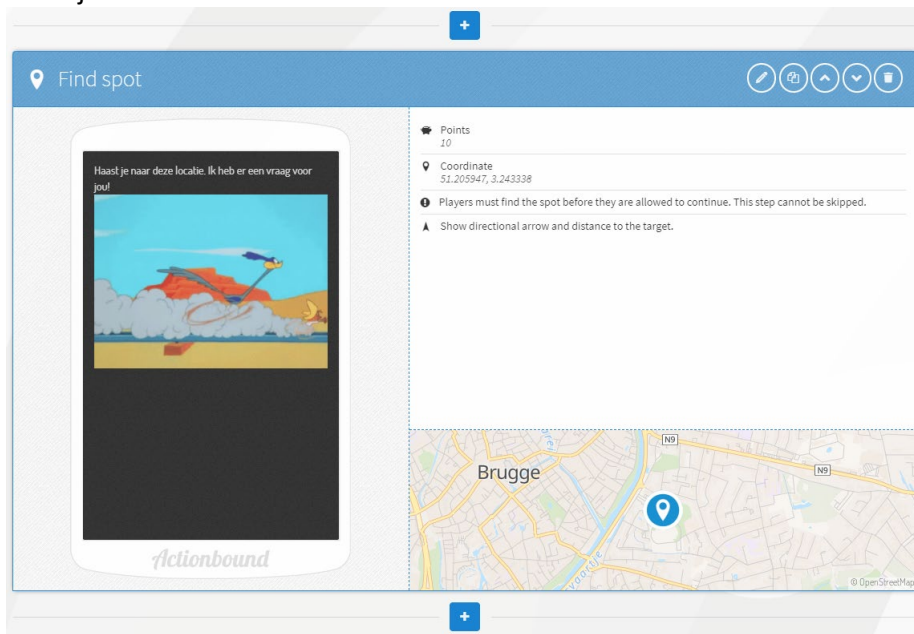 Find spot
Haast je naar deze locatie. Ik heb er een vraag voor
jou!
Actionbound
Points
10
Coordinate
51.205947, 3.243338
Players must find the spot before they are allowed to continue. This step cannot be skipped.
Show directional arrow and distance to the target.
N9
Brugge
N9
© OpenStreetMap